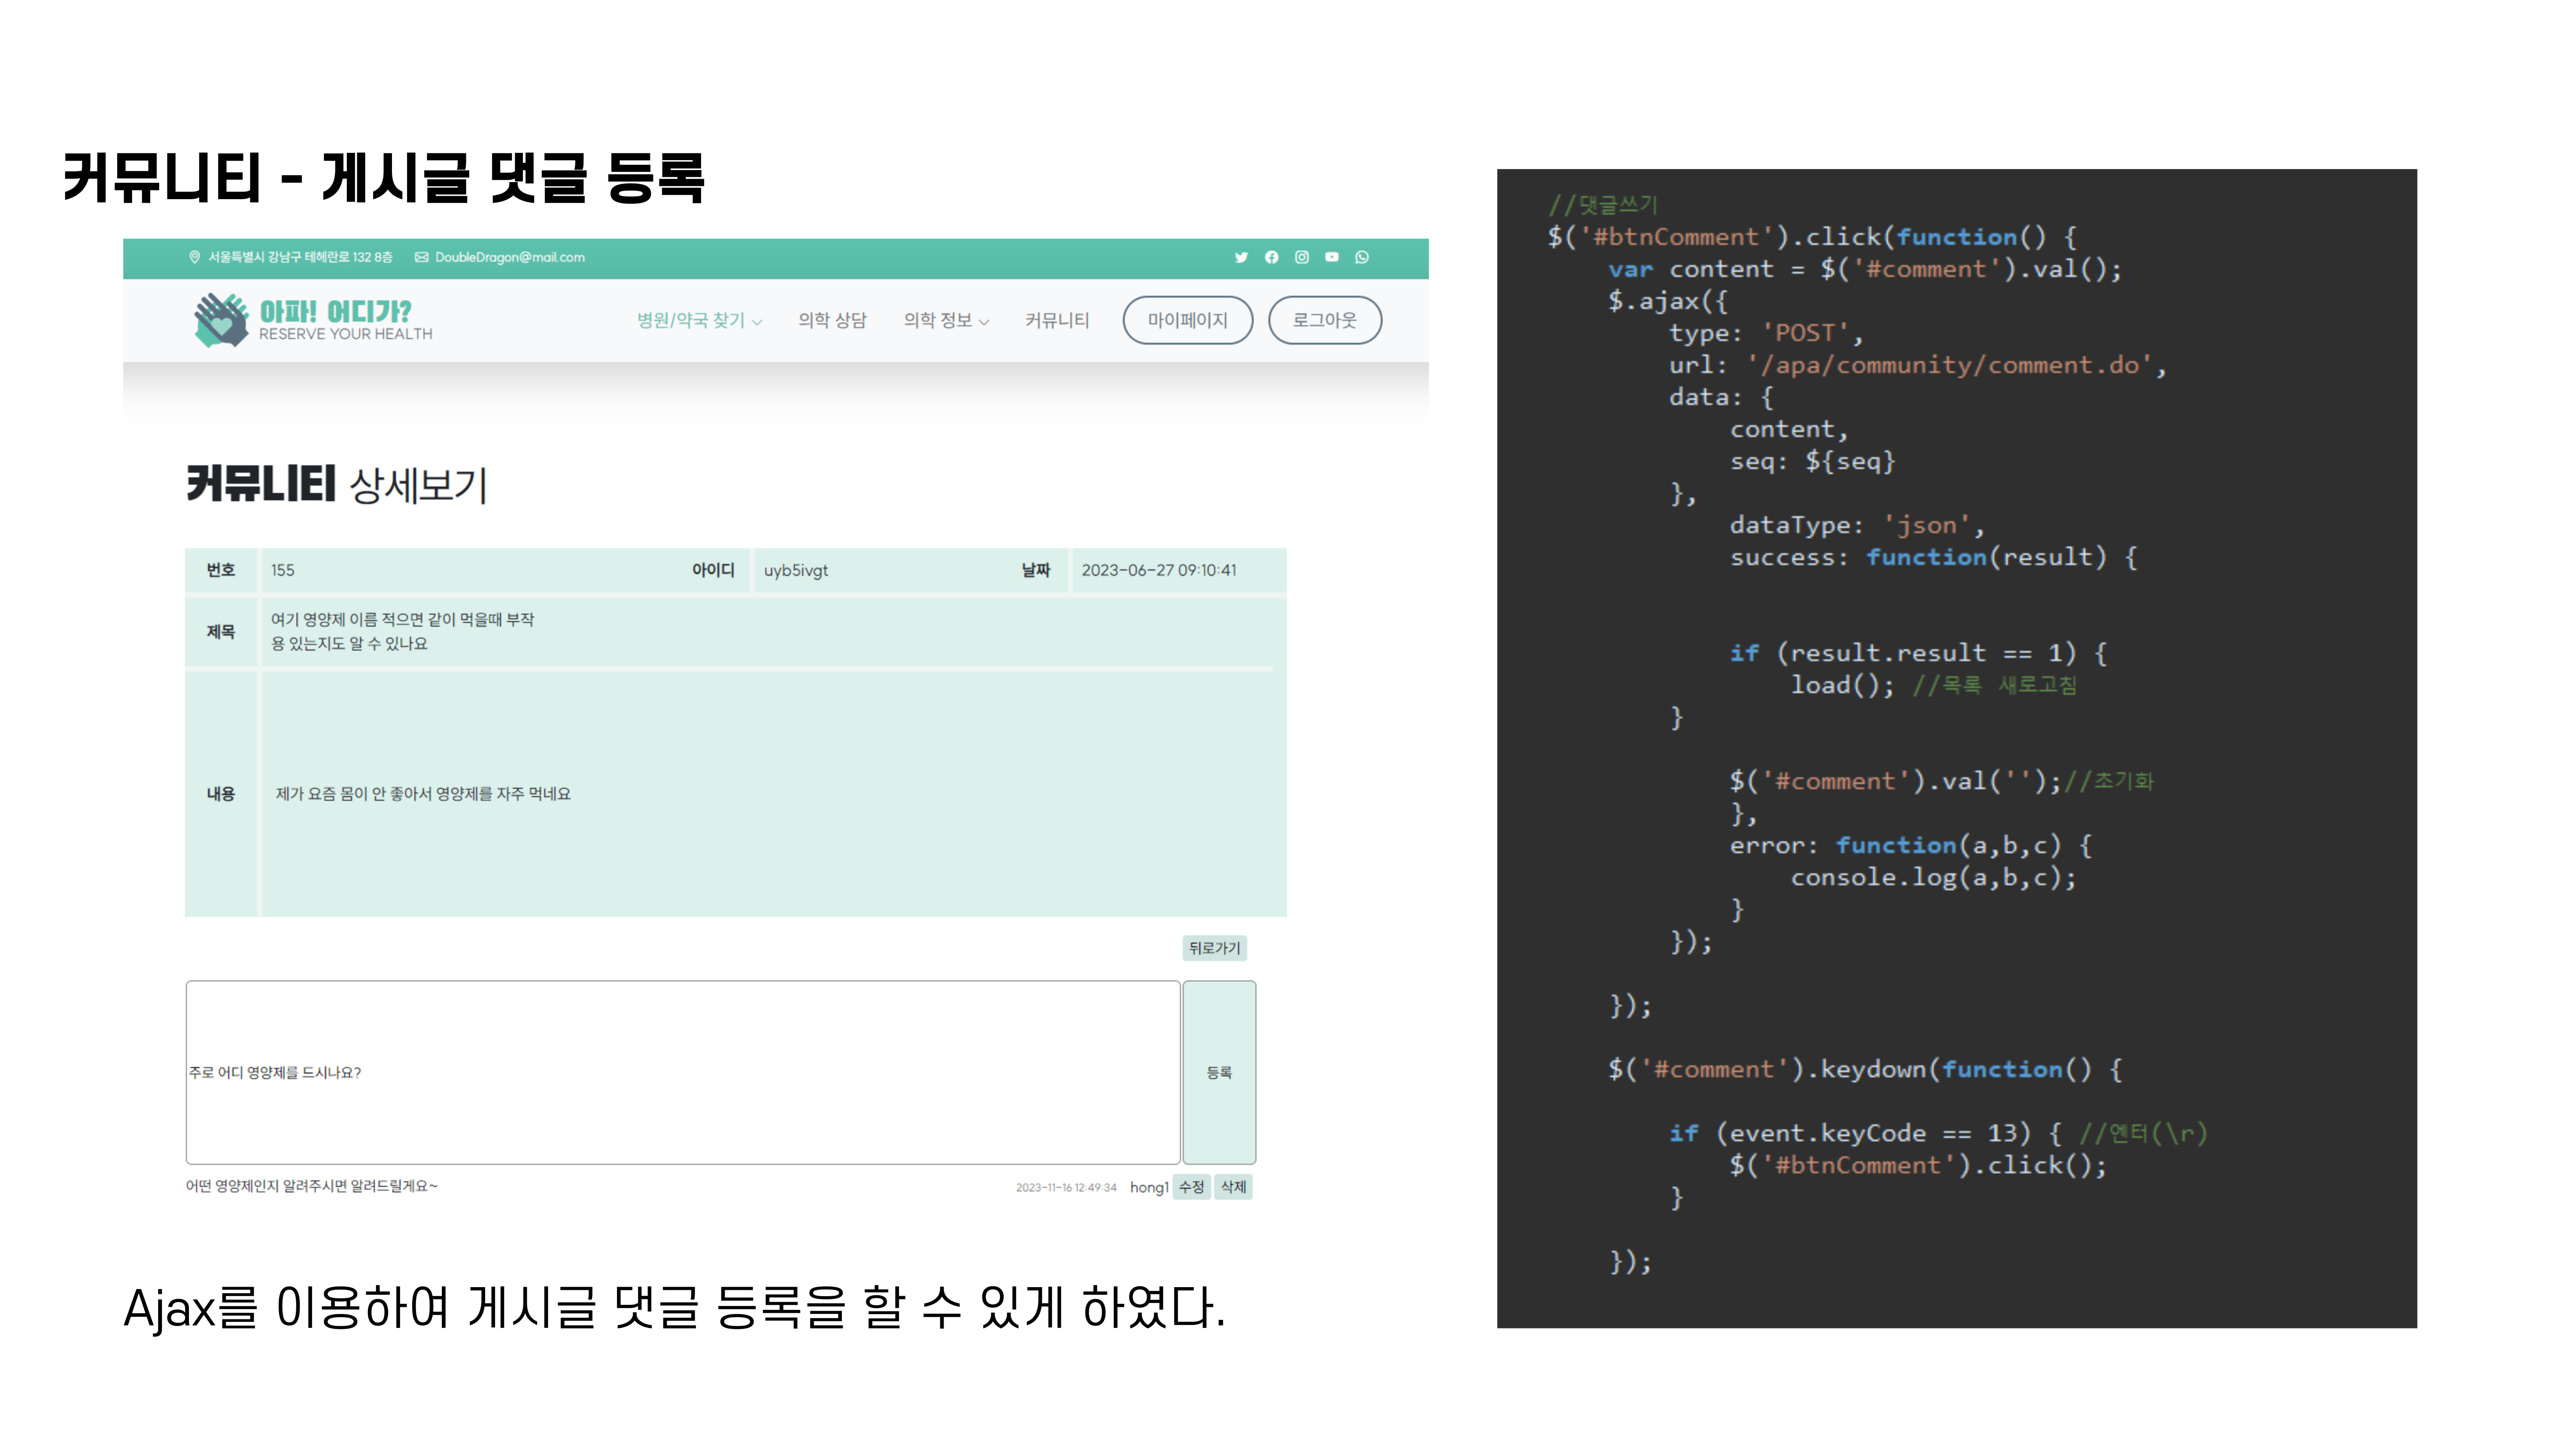 커뮤니티 - 게시글 댓글 등록
서울특별시 강남구 테헤란로 132 8층 DoubleDragon@mail.com
아파! 어디가?
RESERVE YOUR HEALTH
병원/약국 찾기 의학 상담 의학 정보 커뮤니티 마이페이지 로그아웃
커뮤니티 상세보기
번호 155 아이디 uyb5ivgt 날짜 2023-06-27 09:10:41
제목 여기 영양제 이름 적으면 같이 먹을때 부작
용 있는지도 알 수 있나요
내용 제가 요즘 몸이 안 좋아서 영양제를 자주 먹네요
뒤로가기
주로 어디 영양제를 드시나요? 등록
어떤 영양제인지 알려주시면 알려드릴게요~ 2023-11-16 12:49:34 hong1 수정 삭제
Ajax를 이용하여 게시글 댓글 등록을 할 수 있게 하였다.
//댓글쓰기
$('#btnComment').click(function() {
var content = $('#comment').val();
$.ajax({
type: 'POST',
url: '/apa/community/comment.do',
data: {
content,
seq: ${seq}
},
dataType: 'json',
success: function(result) {
if (result.result == 1) {
load(); //목록 새로고침
}
$('#comment').val('');//초기화
},
error: function(a,b,c) {
console.log(a,b,c);
}
});
});
$('#comment').keydown(function() {
if (event.keyCode == 13) { //엔터(\r)
$('#btnComment').click();
}
});